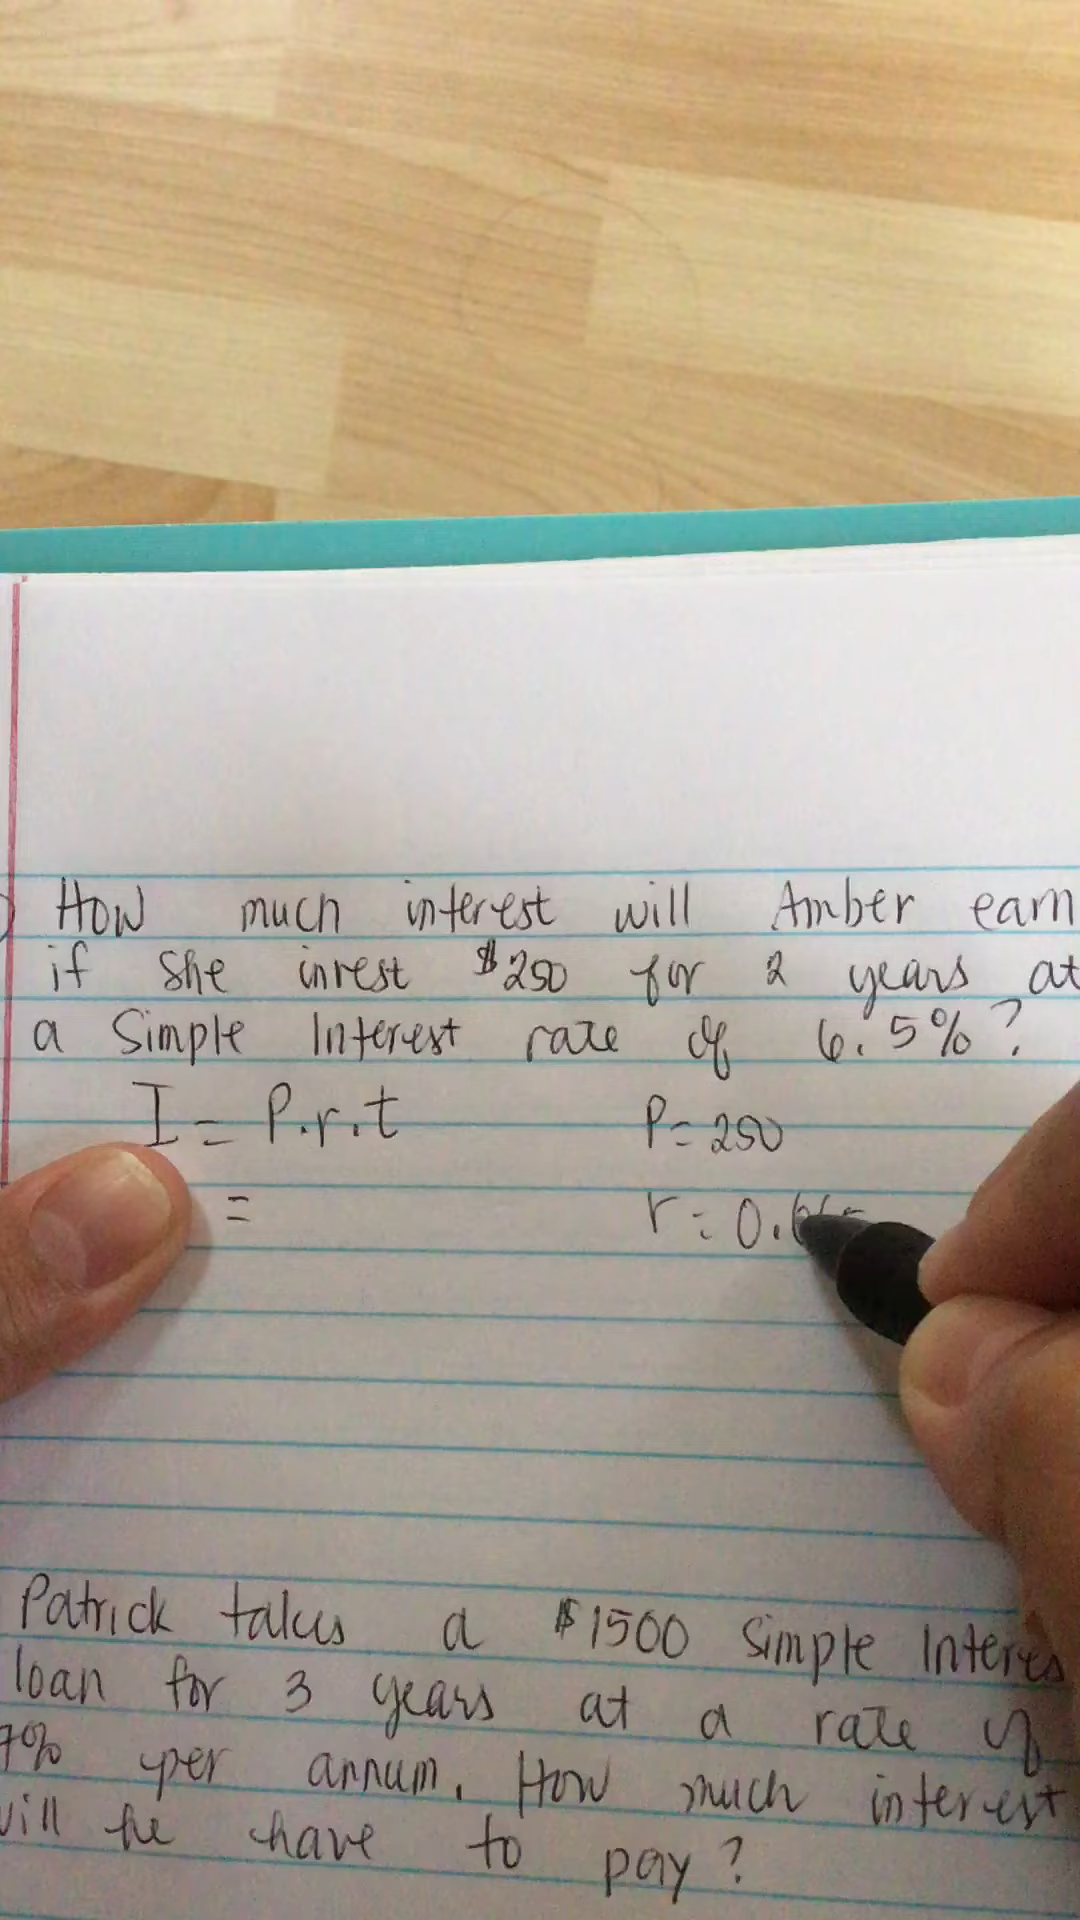 ) How much interest will Amber earn
if she invest $250 for 2 years at
a Simple Interest rate of 6.5%?
I = P.r.t P = 250
= r = 0.
Patrick takes a $1500 Simple Interes
loan for 3 years at a rate of
7% per annum. How much interest
will he have to pay?